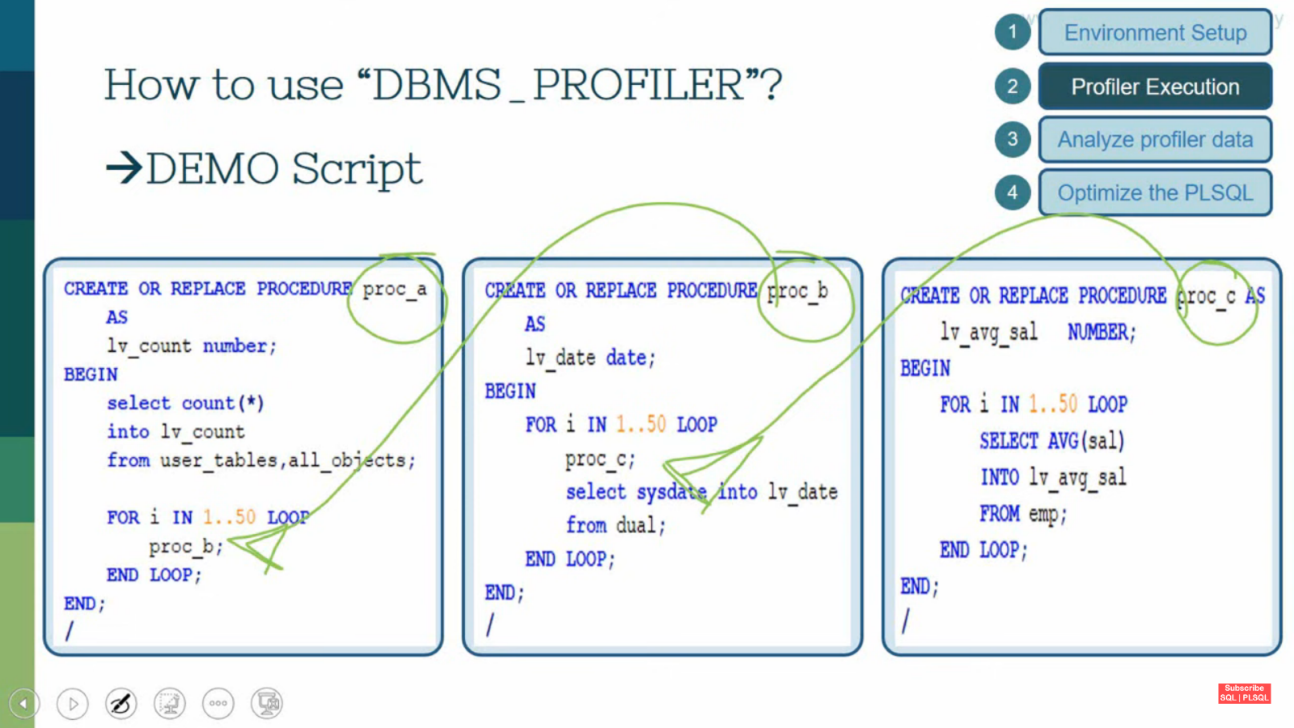 How to use “DBMS_PROFILER”?
→DEMO Script
1 Environment Setup
2 Profiler Execution
3 Analyze profiler data
4 Optimize the PLSQL
CREATE OR REPLACE PROCEDURE proc_a
AS
lv_count number;
BEGIN
select count(*)
into lv_count
from user_tables,all_objects;
FOR i IN 1..50 LOOP
proc_b;
END LOOP;
END;
/
CREATE OR REPLACE PROCEDURE proc_b
AS
lv_date date;
BEGIN
FOR i IN 1..50 LOOP
proc_c;
select sysdate into lv_date
from dual;
END LOOP;
END;
/
CREATE OR REPLACE PROCEDURE proc_c AS
lv_avg_sal NUMBER;
BEGIN
FOR i IN 1..50 LOOP
SELECT AVG(sal)
INTO lv_avg_sal
FROM emp;
END LOOP;
END;
/
Subscribe
SQL | PLSQL